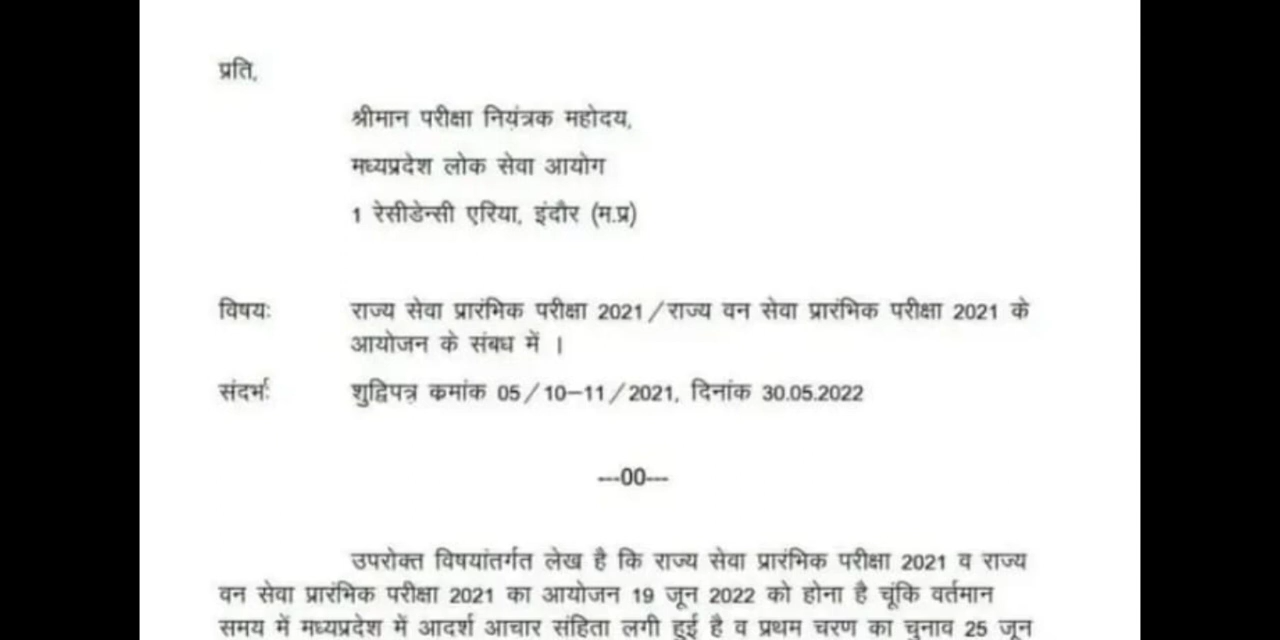 प्रति,
श्रीमान परीक्षा नियंत्रक महोदय,
मध्यप्रदेश लोक सेवा आयोग
1 रेसीडेन्सी एरिया, इंदौर (म.प्र)
विषयः राज्य सेवा प्रारंभिक परीक्षा 2021/राज्य वन सेवा प्रारंभिक परीक्षा 2021 के
आयोजन के संबध में ।
संदर्भः शुद्विपत्र कमांक 05/10–11/2021, दिनांक 30.05.2022
---00---
उपरोक्त विषयांतर्गत लेख है कि राज्य सेवा प्रारंभिक परीक्षा 2021 व राज्य
वन सेवा प्रारंभिक परीक्षा 2021 का आयोजन 19 जून 2022 को होना है चूंकि वर्तमान
समय में मध्यप्रदेश में आदर्श आचार संहिता लगी हुई है व प्रथम चरण का चुनाव 25 जून